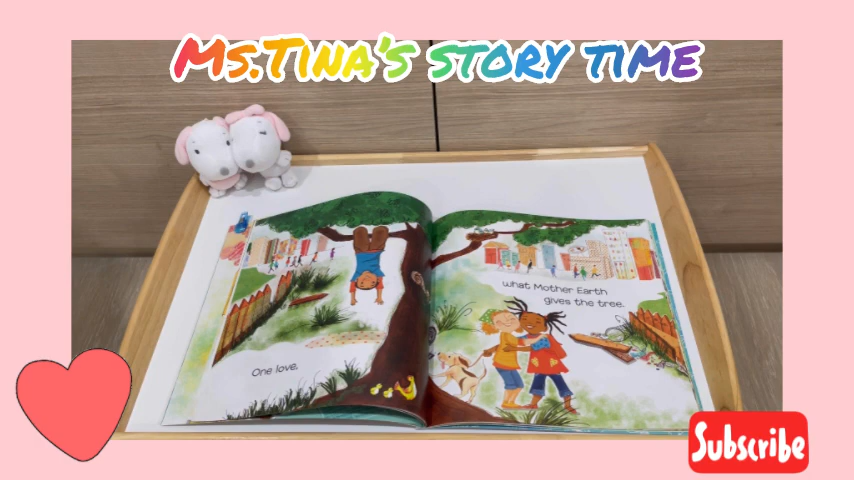 Ms.Tina's story time
what Mother Earth
gives the tree.
One love,
Subscribe